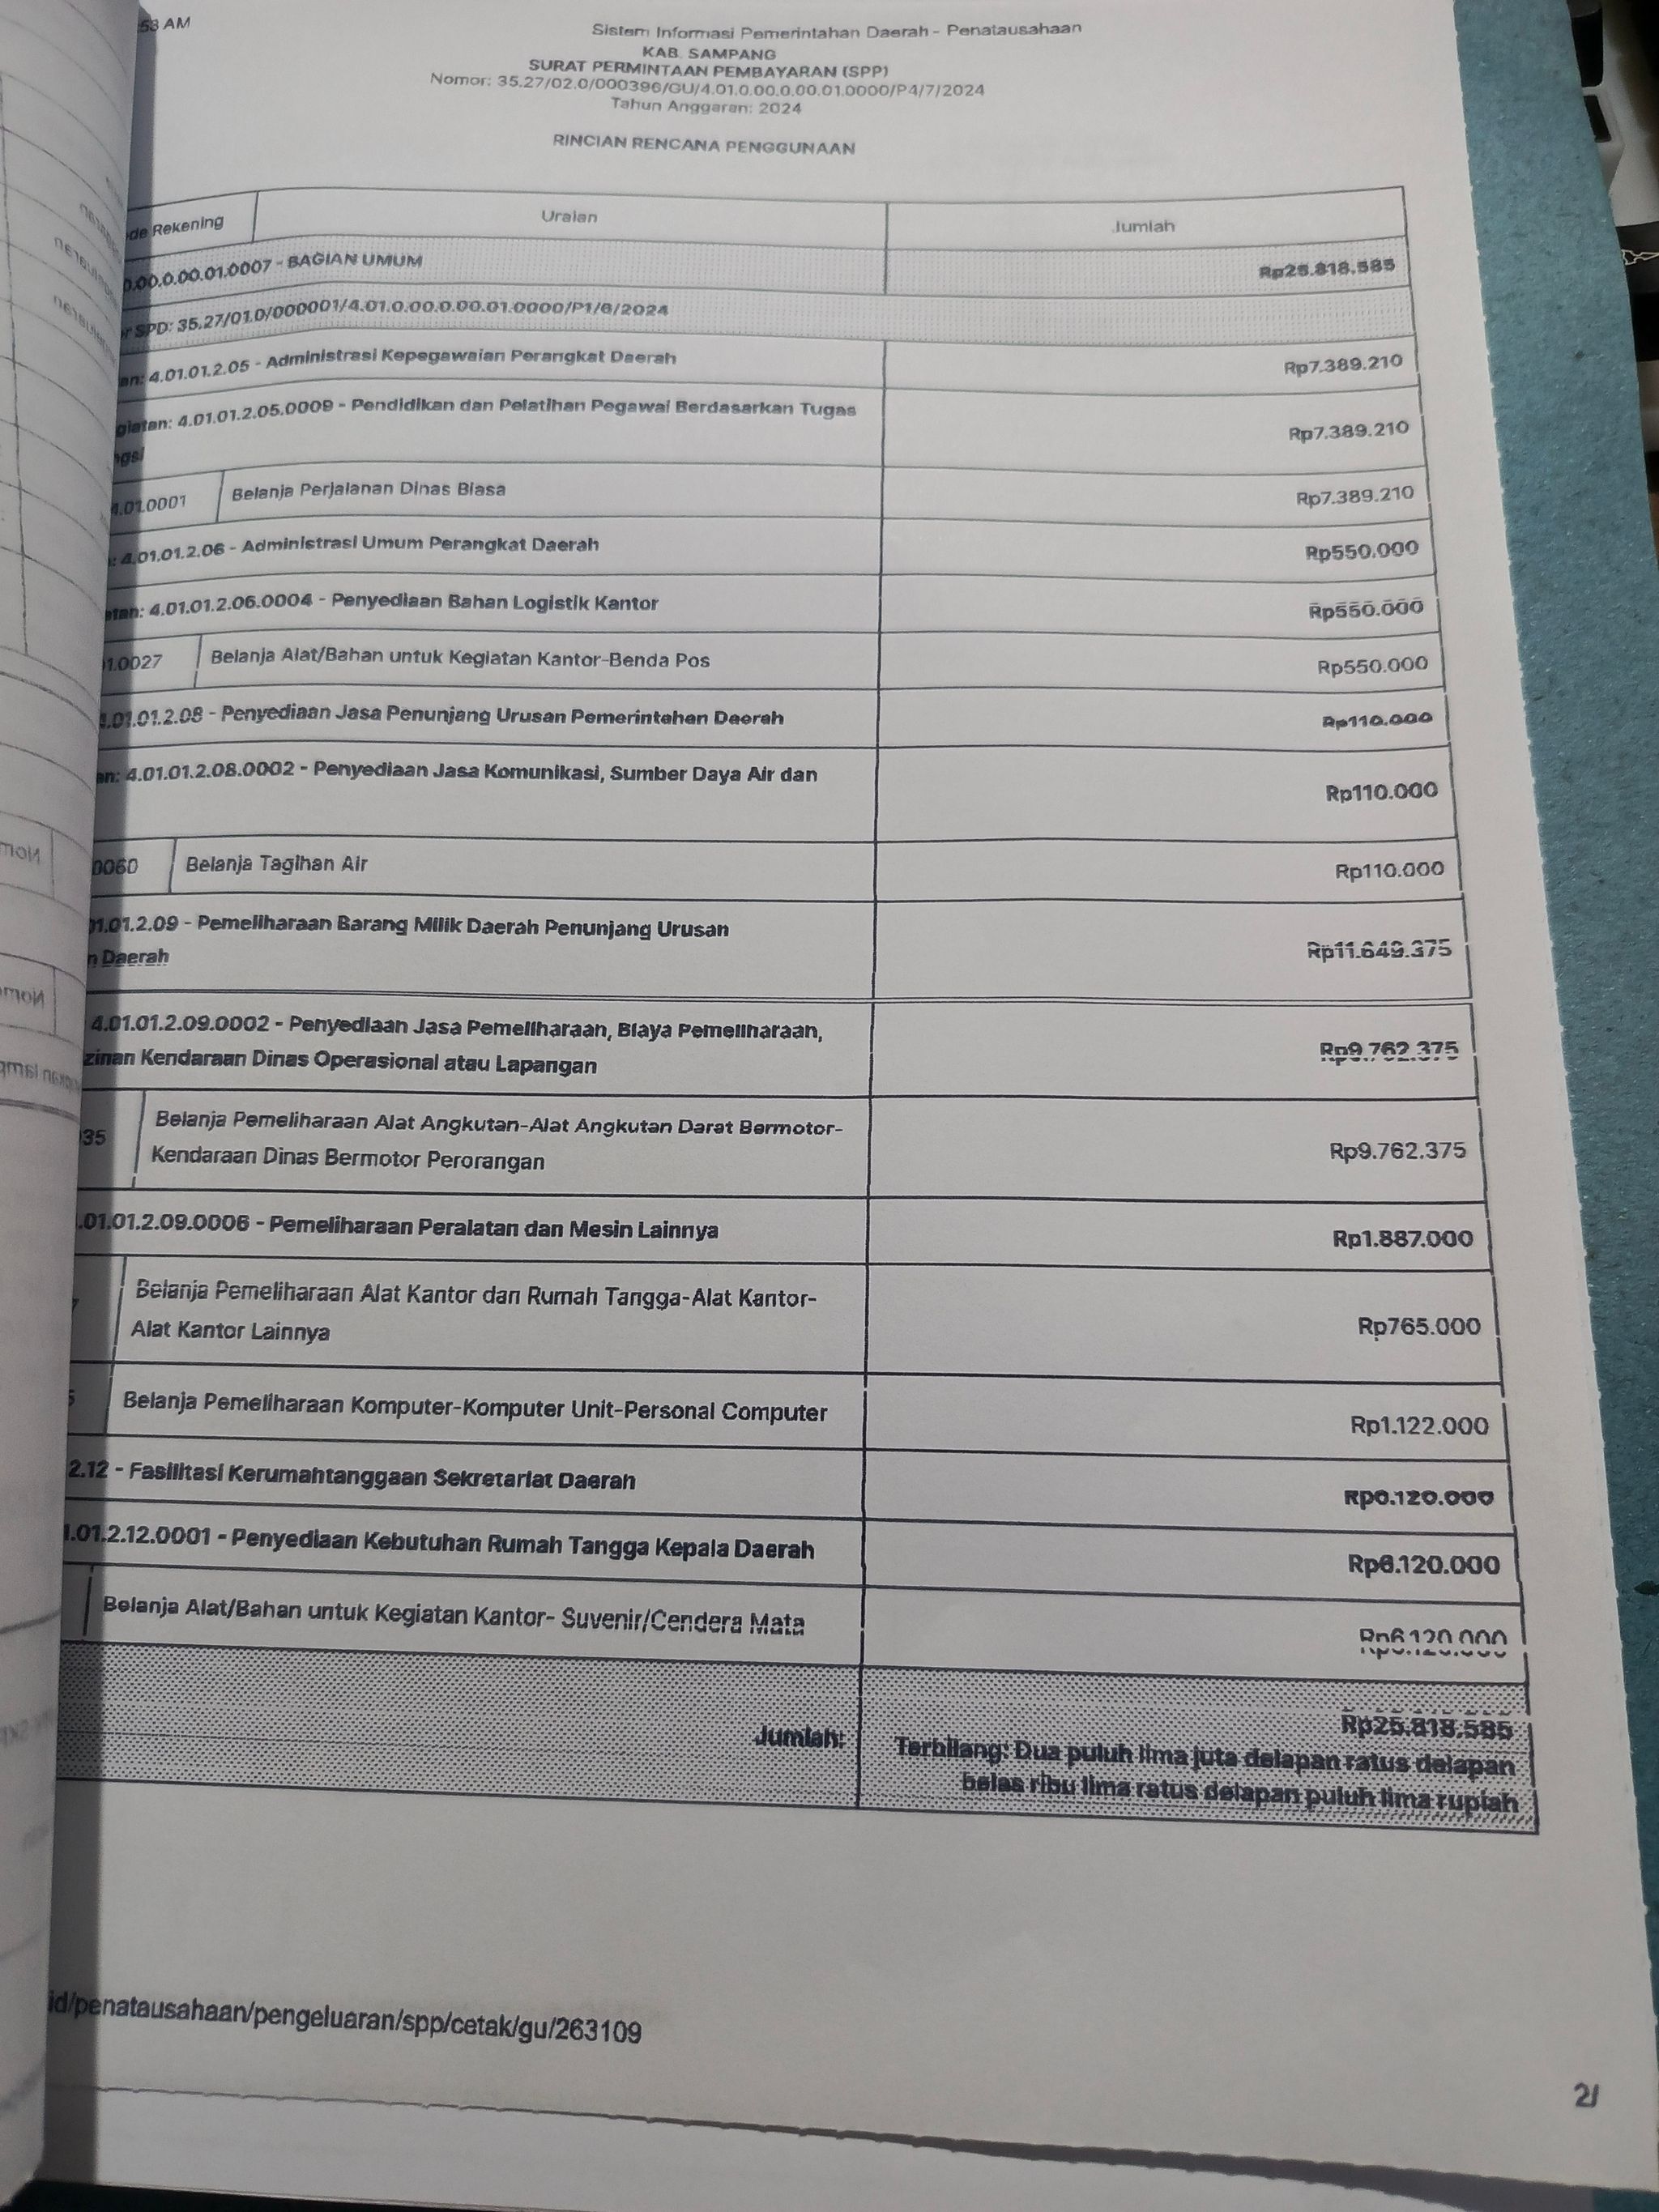 :53 AM
Sistem Informasi Pemerintahan Daerah - Penatausahaan
KAB. SAMPANG
SURAT PERMINTAAN PEMBAYARAN (SPP)
Nomor: 35.27/02.0/000396/GU/4.01.0.00.0.00.01.0000/P4/7/2024
Tahun Anggaran: 2024
RINCIAN RENCANA PENGGUNAAN
de Rekening Uraian Jumlah
0.00.0.00.01.0007 - BAGIAN UMUM Rp25.818.585
r SPD: 35.27/01.0/000001/4.01.0.00.0.00.01.0000/P1/6/2024
an: 4.01.01.2.05 - Administrasi Kepegawaian Perangkat Daerah Rp7.389.210
giatan: 4.01.01.2.05.0009 - Pendidikan dan Pelatihan Pegawai Berdasarkan Tugas Rp7.389.210
ngsi
4.01.0001 Belanja Perjalanan Dinas Biasa Rp7.389.210
: 4.01.01.2.06 - Administrasi Umum Perangkat Daerah Rp550.000
atan: 4.01.01.2.06.0004 - Penyediaan Bahan Logistik Kantor Rp550.000
01.0027 Belanja Alat/Bahan untuk Kegiatan Kantor-Benda Pos Rp550.000
4.01.01.2.08 - Penyediaan Jasa Penunjang Urusan Pemerintahan Daerah Rp110.000
an: 4.01.01.2.08.0002 - Penyediaan Jasa Komunikasi, Sumber Daya Air dan Rp110.000
0060 Belanja Tagihan Air Rp110.000
01.01.2.09 - Pemeliharaan Barang Milik Daerah Penunjang Urusan Rp11.649.375
n Daerah
4.01.01.2.09.0002 - Penyediaan Jasa Pemeliharaan, Biaya Pemeliharaan, Rp9.762.375
zinan Kendaraan Dinas Operasional atau Lapangan
35 Belanja Pemeliharaan Alat Angkutan-Alat Angkutan Darat Bermotor- Rp9.762.375
Kendaraan Dinas Bermotor Perorangan
.01.01.2.09.0006 - Pemeliharaan Peralatan dan Mesin Lainnya Rp1.887.000
Belanja Pemeliharaan Alat Kantor dan Rumah Tangga-Alat Kantor- Rp765.000
Alat Kantor Lainnya
Belanja Pemeliharaan Komputer-Komputer Unit-Personal Computer Rp1.122.000
2.12 - Fasilitasi Kerumahtanggaan Sekretariat Daerah Rp6.120.000
1.01.2.12.0001 - Penyediaan Kebutuhan Rumah Tangga Kepala Daerah Rp6.120.000
Belanja Alat/Bahan untuk Kegiatan Kantor- Suvenir/Cendera Mata Rp6.120.000
Jumlah: Rp25.818.585
Terbilang: Dua puluh lima juta delapan ratus delapan
belas ribu lima ratus delapan puluh lima rupiah
id/penatausahaan/pengeluaran/spp/cetak/gu/263109
2/